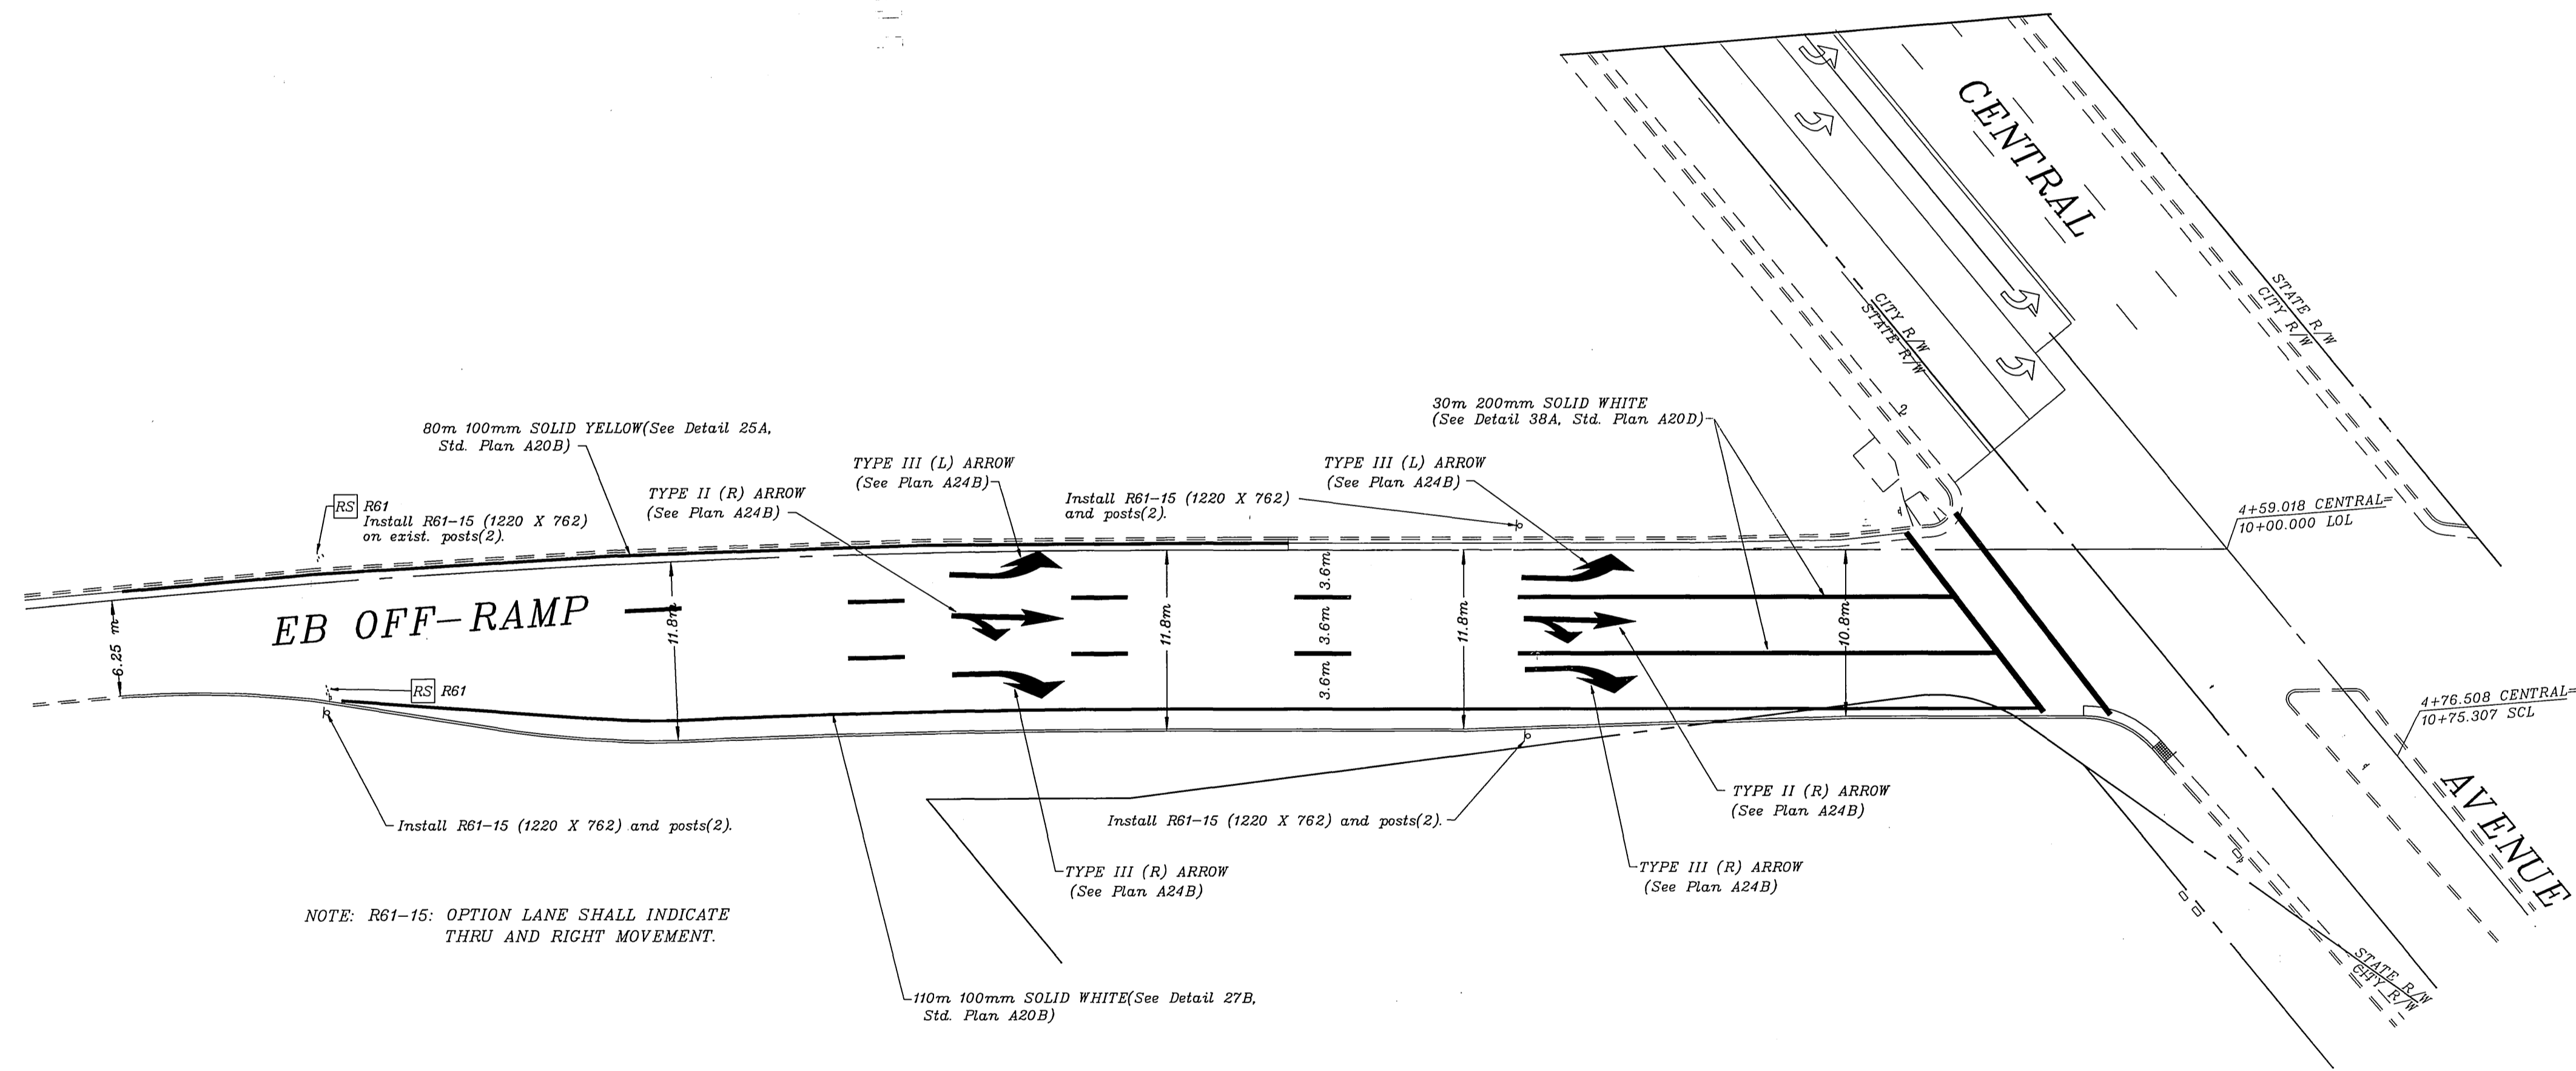 CENTRAL
STATE R/W
CITY R/W
CITY R/W
STATE R/W
30m 200mm SOLID WHITE
(See Detail 38A, Std. Plan A20D)
80m 100mm SOLID YELLOW(See Detail 25A,
Std. Plan A20B)
2
TYPE III (L) ARROW
(See Plan A24B)
TYPE III (L) ARROW
(See Plan A24B)
TYPE II (R) ARROW
(See Plan A24B)
Install R61-15 (1220 X 762)
and posts(2).
RS R61
Install R61-15 (1220 X 762)
on exist. posts(2).
4+59.018 CENTRAL=
10+00.000 LOL
EB OFF-RAMP
6.25 m
11.8m
11.8m
3.6m
3.6m
3.6m
11.8m
10.8m
RS R61
4+76.508 CENTRAL=
10+75.307 SCL
AVENUE
Install R61-15 (1220 X 762) and posts(2).
Install R61-15 (1220 X 762) and posts(2).
TYPE II (R) ARROW
(See Plan A24B)
TYPE III (R) ARROW
(See Plan A24B)
TYPE III (R) ARROW
(See Plan A24B)
NOTE: R61-15: OPTION LANE SHALL INDICATE
THRU AND RIGHT MOVEMENT.
110m 100mm SOLID WHITE(See Detail 27B,
Std. Plan A20B)
STATE R/W
CITY R/W